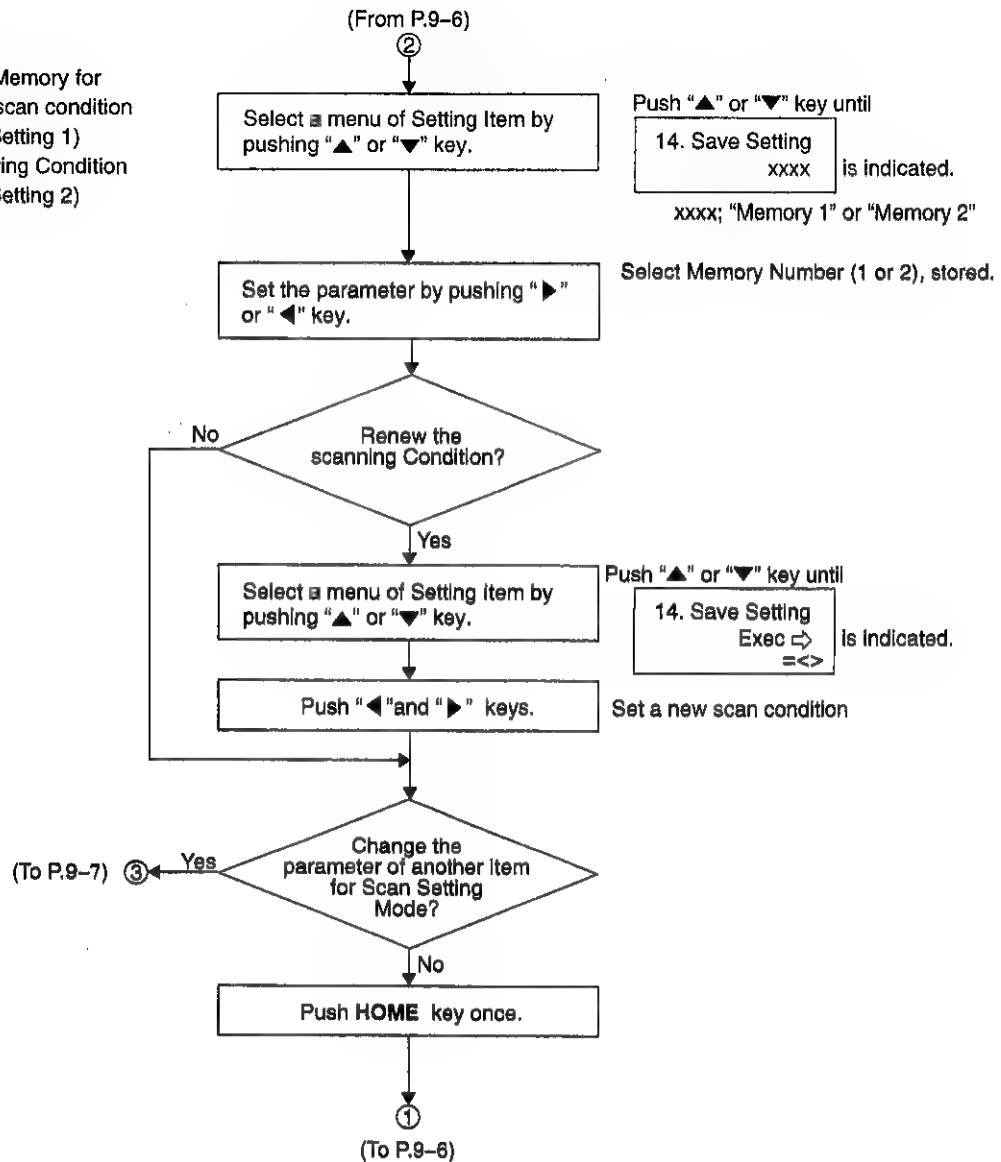 (From P.9–6)
②
Memory for
scan condition
Setting 1)
ing Condition
Setting 2)
Select a menu of Setting Item by
pushing “▲” or “▼” key.
Push “▲” or “▼” key until
14. Save Setting
xxxx
is indicated.
xxxx; “Memory 1” or “Memory 2”
Set the parameter by pushing “ ▶”
or “ ◀” key.
Select Memory Number (1 or 2), stored.
Renew the
scanning Condition?
No
Yes
Select a menu of Setting Item by
pushing “▲” or “▼” key.
Push “▲” or “▼” key until
14. Save Setting
Exec ⇨
=<>
is indicated.
Push “◀”and “▶” keys.
Set a new scan condition
Change the
parameter of another Item
for Scan Setting
Mode?
Yes
③
(To P.9–7)
No
Push HOME key once.
①
(To P.9–6)